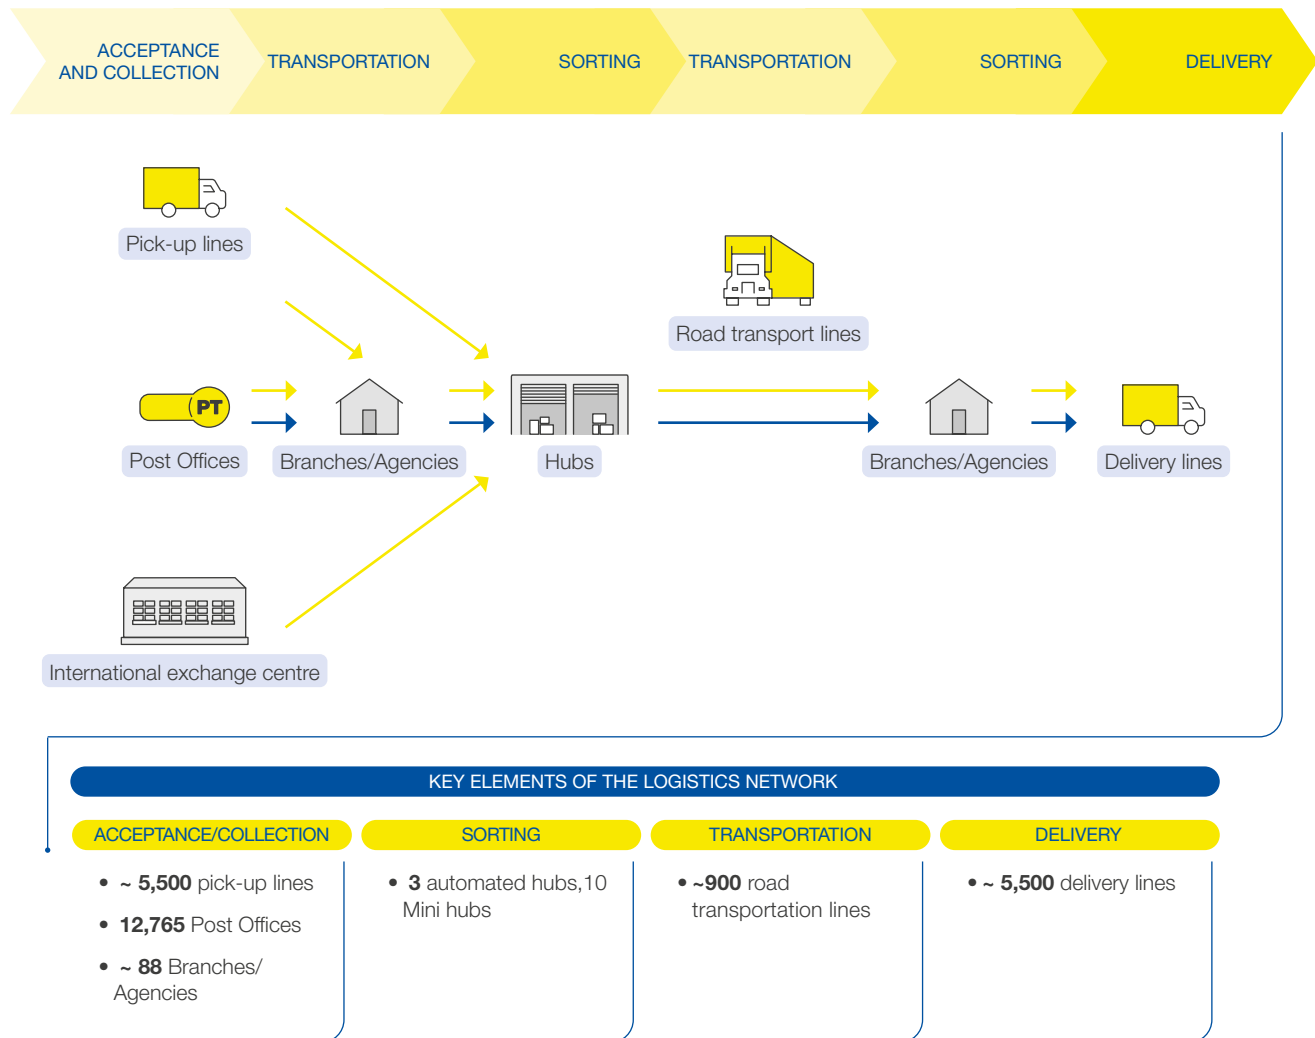 ACCEPTANCE
AND COLLECTION
TRANSPORTATION
SORTING
TRANSPORTATION
SORTING
DELIVERY
Pick-up lines
Road transport lines
PT
Post Offices
Branches/Agencies
Hubs
Branches/Agencies
Delivery lines
International exchange centre
KEY ELEMENTS OF THE LOGISTICS NETWORK
ACCEPTANCE/COLLECTION
• ~ 5,500 pick-up lines
• 12,765 Post Offices
• ~ 88 Branches/
Agencies
SORTING
• 3 automated hubs,10
Mini hubs
TRANSPORTATION
• ~900 road
transportation lines
DELIVERY
• ~ 5,500 delivery lines